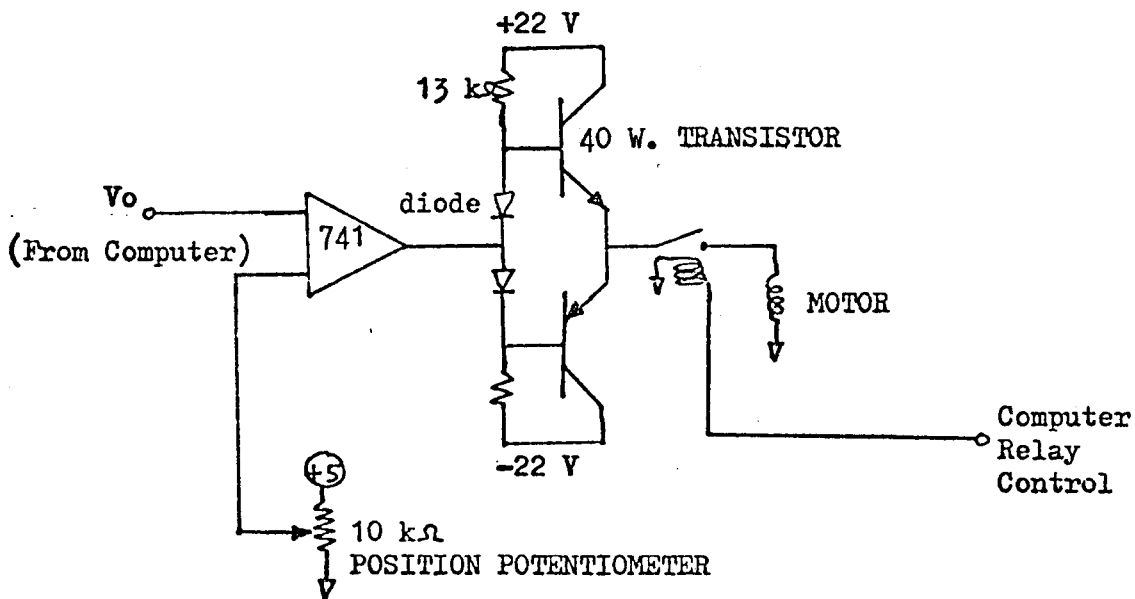 +22 V
13 kΩ
40 W. TRANSISTOR
Vo
(From Computer)
diode
741
MOTOR
-22 V
Computer
Relay
Control
+5
10 kΩ
POSITION POTENTIOMETER